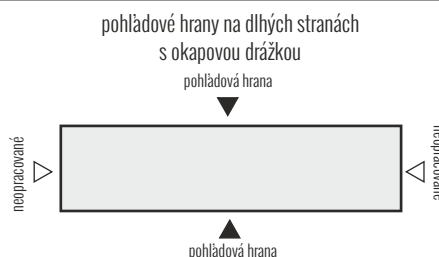 pohľadové hrany na dlhých stranách
s okapovou drážkou
pohľadová hrana
neopracované
neopracované
pohľadová hrana